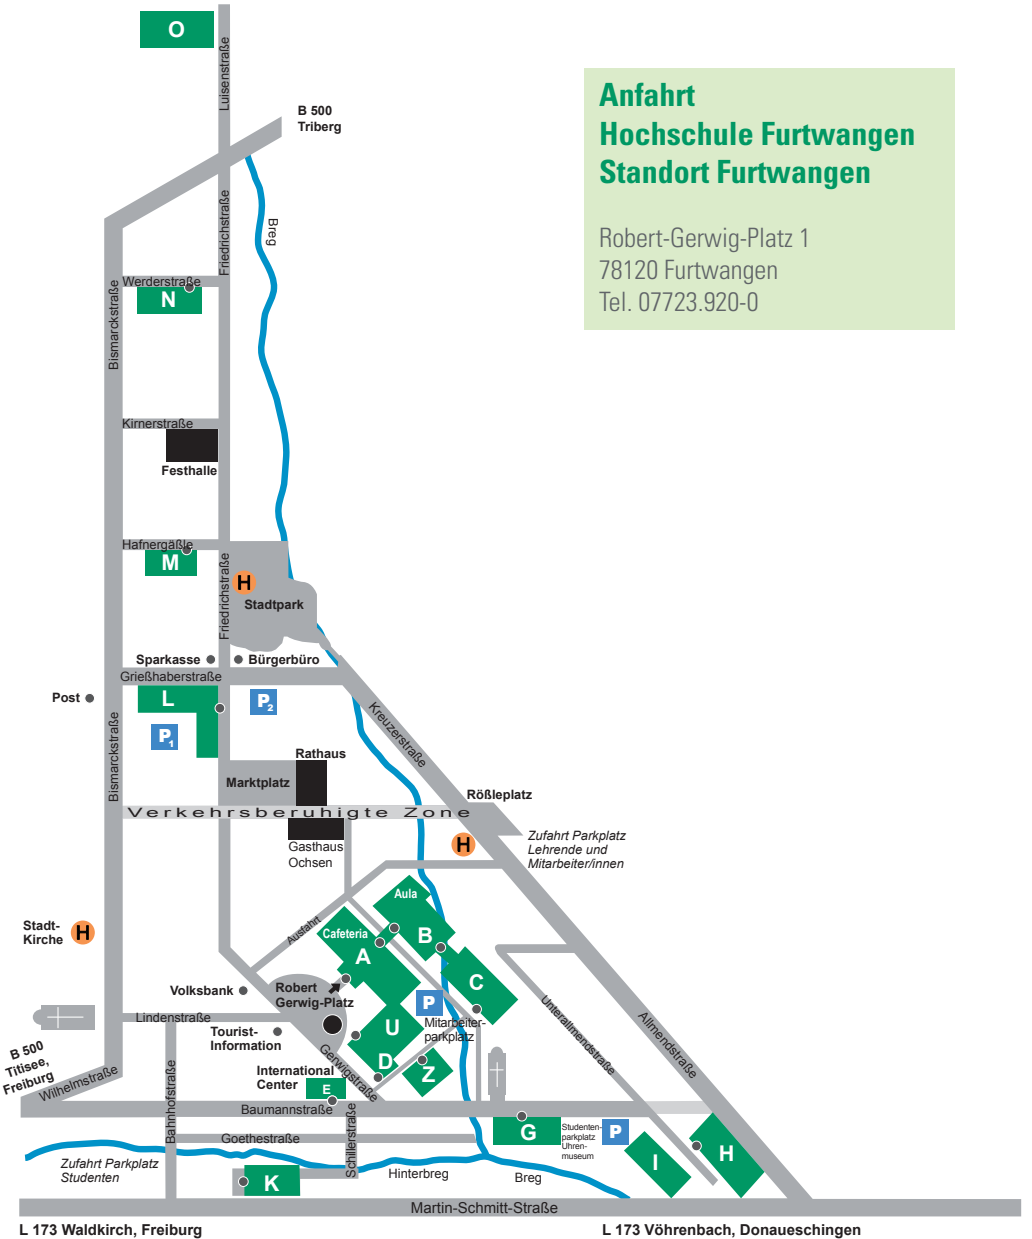 O
Luisenstraße
B 500
Triberg
Anfahrt
Hochschule Furtwangen
Standort Furtwangen
Robert-Gerwig-Platz 1
78120 Furtwangen
Tel. 07723.920-0
Friedrichstraße
Breg
Werderstraße
N
Bismarckstraße
Kirnerstraße
Festhalle
Hafnergäßle
M
Friedrichstraße
H
Stadtpark
Sparkasse
Bürgerbüro
Grießhaberstraße
Post
L
P2
P1
Kreuzerstraße
Bismarckstraße
Rathaus
Marktplatz
Rößleplatz
Verkehrsberuhigte Zone
Gasthaus
Ochsen
H
Zufahrt Parkplatz
Lehrende und
Mitarbeiter/innen
Aula
Stadt-
Kirche
H
Ausfahrt
Cafeteria
B
A
C
Volksbank
Robert
Gerwig-Platz
P
Lindenstraße
Mitarbeiter-
parkplatz
U
Tourist-
Information
Unterallmendstraße
Allmendstraße
B 500
Titisee,
Freiburg
Gerwigstraße
D
Z
International
Center
E
Wilhelmstraße
Bahnhofstraße
Baumannstraße
Schillerstraße
G
Studenten-
parkplatz
Uhren-
museum
P
Goethestraße
I
H
Zufahrt Parkplatz
Studenten
K
Hinterbreg
Breg
Martin-Schmitt-Straße
L 173 Waldkirch, Freiburg
L 173 Vöhrenbach, Donaueschingen